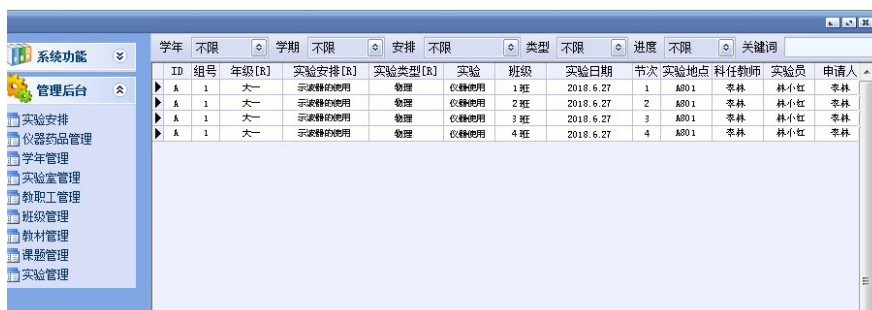 学年 不限 学期 不限 安排 不限 类型 不限 进度 不限 关键词
系统功能
管理后台
实验安排
仪器药品管理
学年管理
实验室管理
教职工管理
班级管理
教材管理
课题管理
实验管理
ID 组号 年级[R] 实验安排[R] 实验类型[R] 实验 班级 实验日期 节次 实验地点 科任教师 实验员 申请人
A 1 大一 示波器的使用 物理 仪器使用 1班 2018.6.27 1 A801 李林 林小红 李林
A 1 大一 示波器的使用 物理 仪器使用 2班 2018.6.27 2 A801 李林 林小红 李林
A 1 大一 示波器的使用 物理 仪器使用 3班 2018.6.27 3 A801 李林 林小红 李林
A 1 大一 示波器的使用 物理 仪器使用 4班 2018.6.27 4 A801 李林 林小红 李林